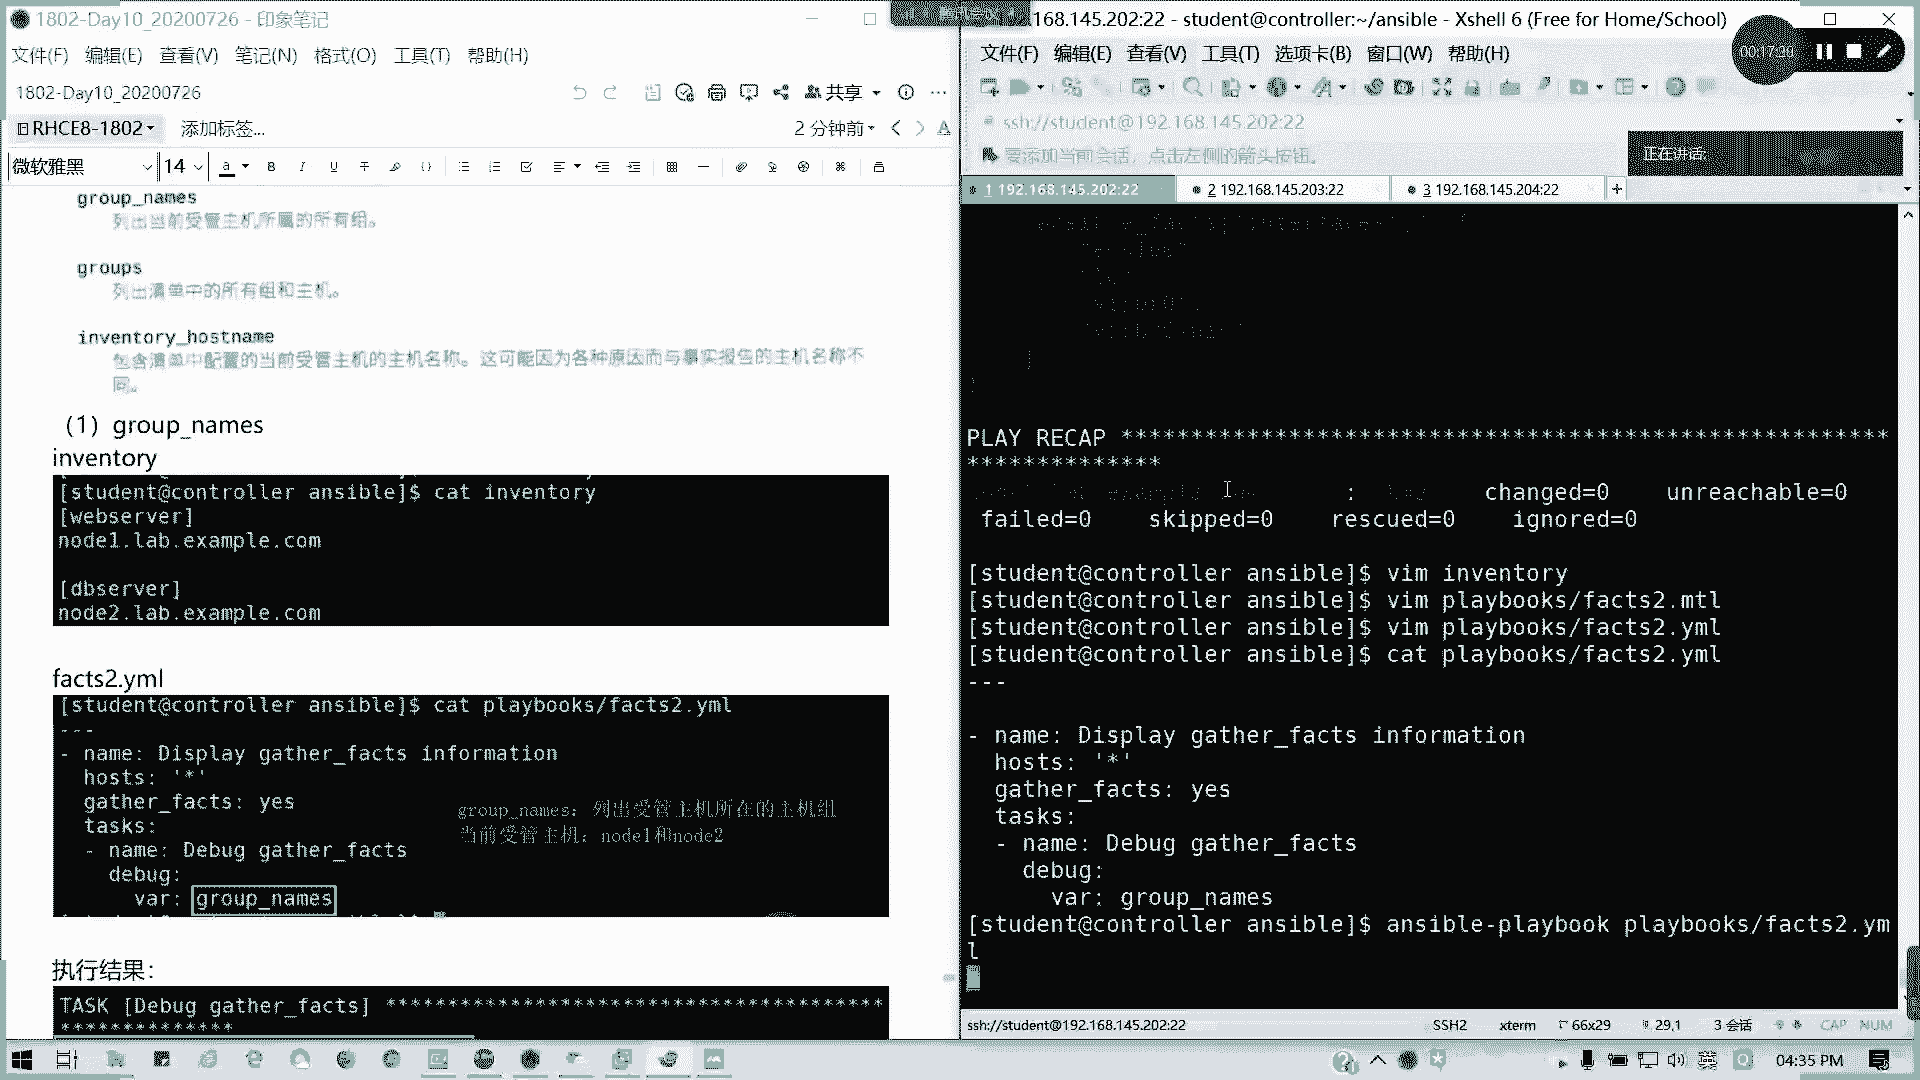 1802-Day10_20200726 - 印象笔记
文件(F) 编辑(E) 查看(V) 笔记(N) 格式(O) 工具(T) 帮助(H)
1802-Day10_20200726
共享
RHCE8-1802 添加标签... 2 分钟前
微软雅黑 14
group_names
列出当前受管主机所属的所有组。
groups
列出清单中的所有组和主机。
inventory_hostname
包含清单中配置的当前受管主机的主机名称。这可能因为各种原因而与事实报告的主机名称不
同。
（1）group_names
inventory
[student@controller ansible]$ cat inventory
[webserver]
node1.lab.example.com
[dbserver]
node2.lab.example.com
facts2.yml
[student@controller ansible]$ cat playbooks/facts2.yml
---
- name: Display gather_facts information
hosts: '*'
gather_facts: yes
tasks:
- name: Debug gather_facts
debug:
var: group_names
group_names：列出受管主机所在的主机组
当前受管主机：node1和node2
执行结果：
TASK [Debug gather_facts] *****************************************
**************
168.145.202:22 - student@controller:~/ansible - Xshell 6 (Free for Home/School)
文件(F) 编辑(E) 查看(V) 工具(T) 选项卡(B) 窗口(W) 帮助(H)
ssh://student@192.168.145.202:22
要添加当前会话，点击左侧的箭头按钮。
正在讲话:
1 192.168.145.202:22 2 192.168.145.203:22 3 192.168.145.204:22
PLAY RECAP *******************************************************
**************
: changed=0 unreachable=0
failed=0 skipped=0 rescued=0 ignored=0
[student@controller ansible]$ vim inventory
[student@controller ansible]$ vim playbooks/facts2.mtl
[student@controller ansible]$ vim playbooks/facts2.yml
[student@controller ansible]$ cat playbooks/facts2.yml
---
- name: Display gather_facts information
hosts: '*'
gather_facts: yes
tasks:
- name: Debug gather_facts
debug:
var: group_names
[student@controller ansible]$ ansible-playbook playbooks/facts2.ym
l
ssh://student@192.168.145.202:22 SSH2 xterm 66x29 29,1 3 会话 CAP NUM
英 04:35 PM